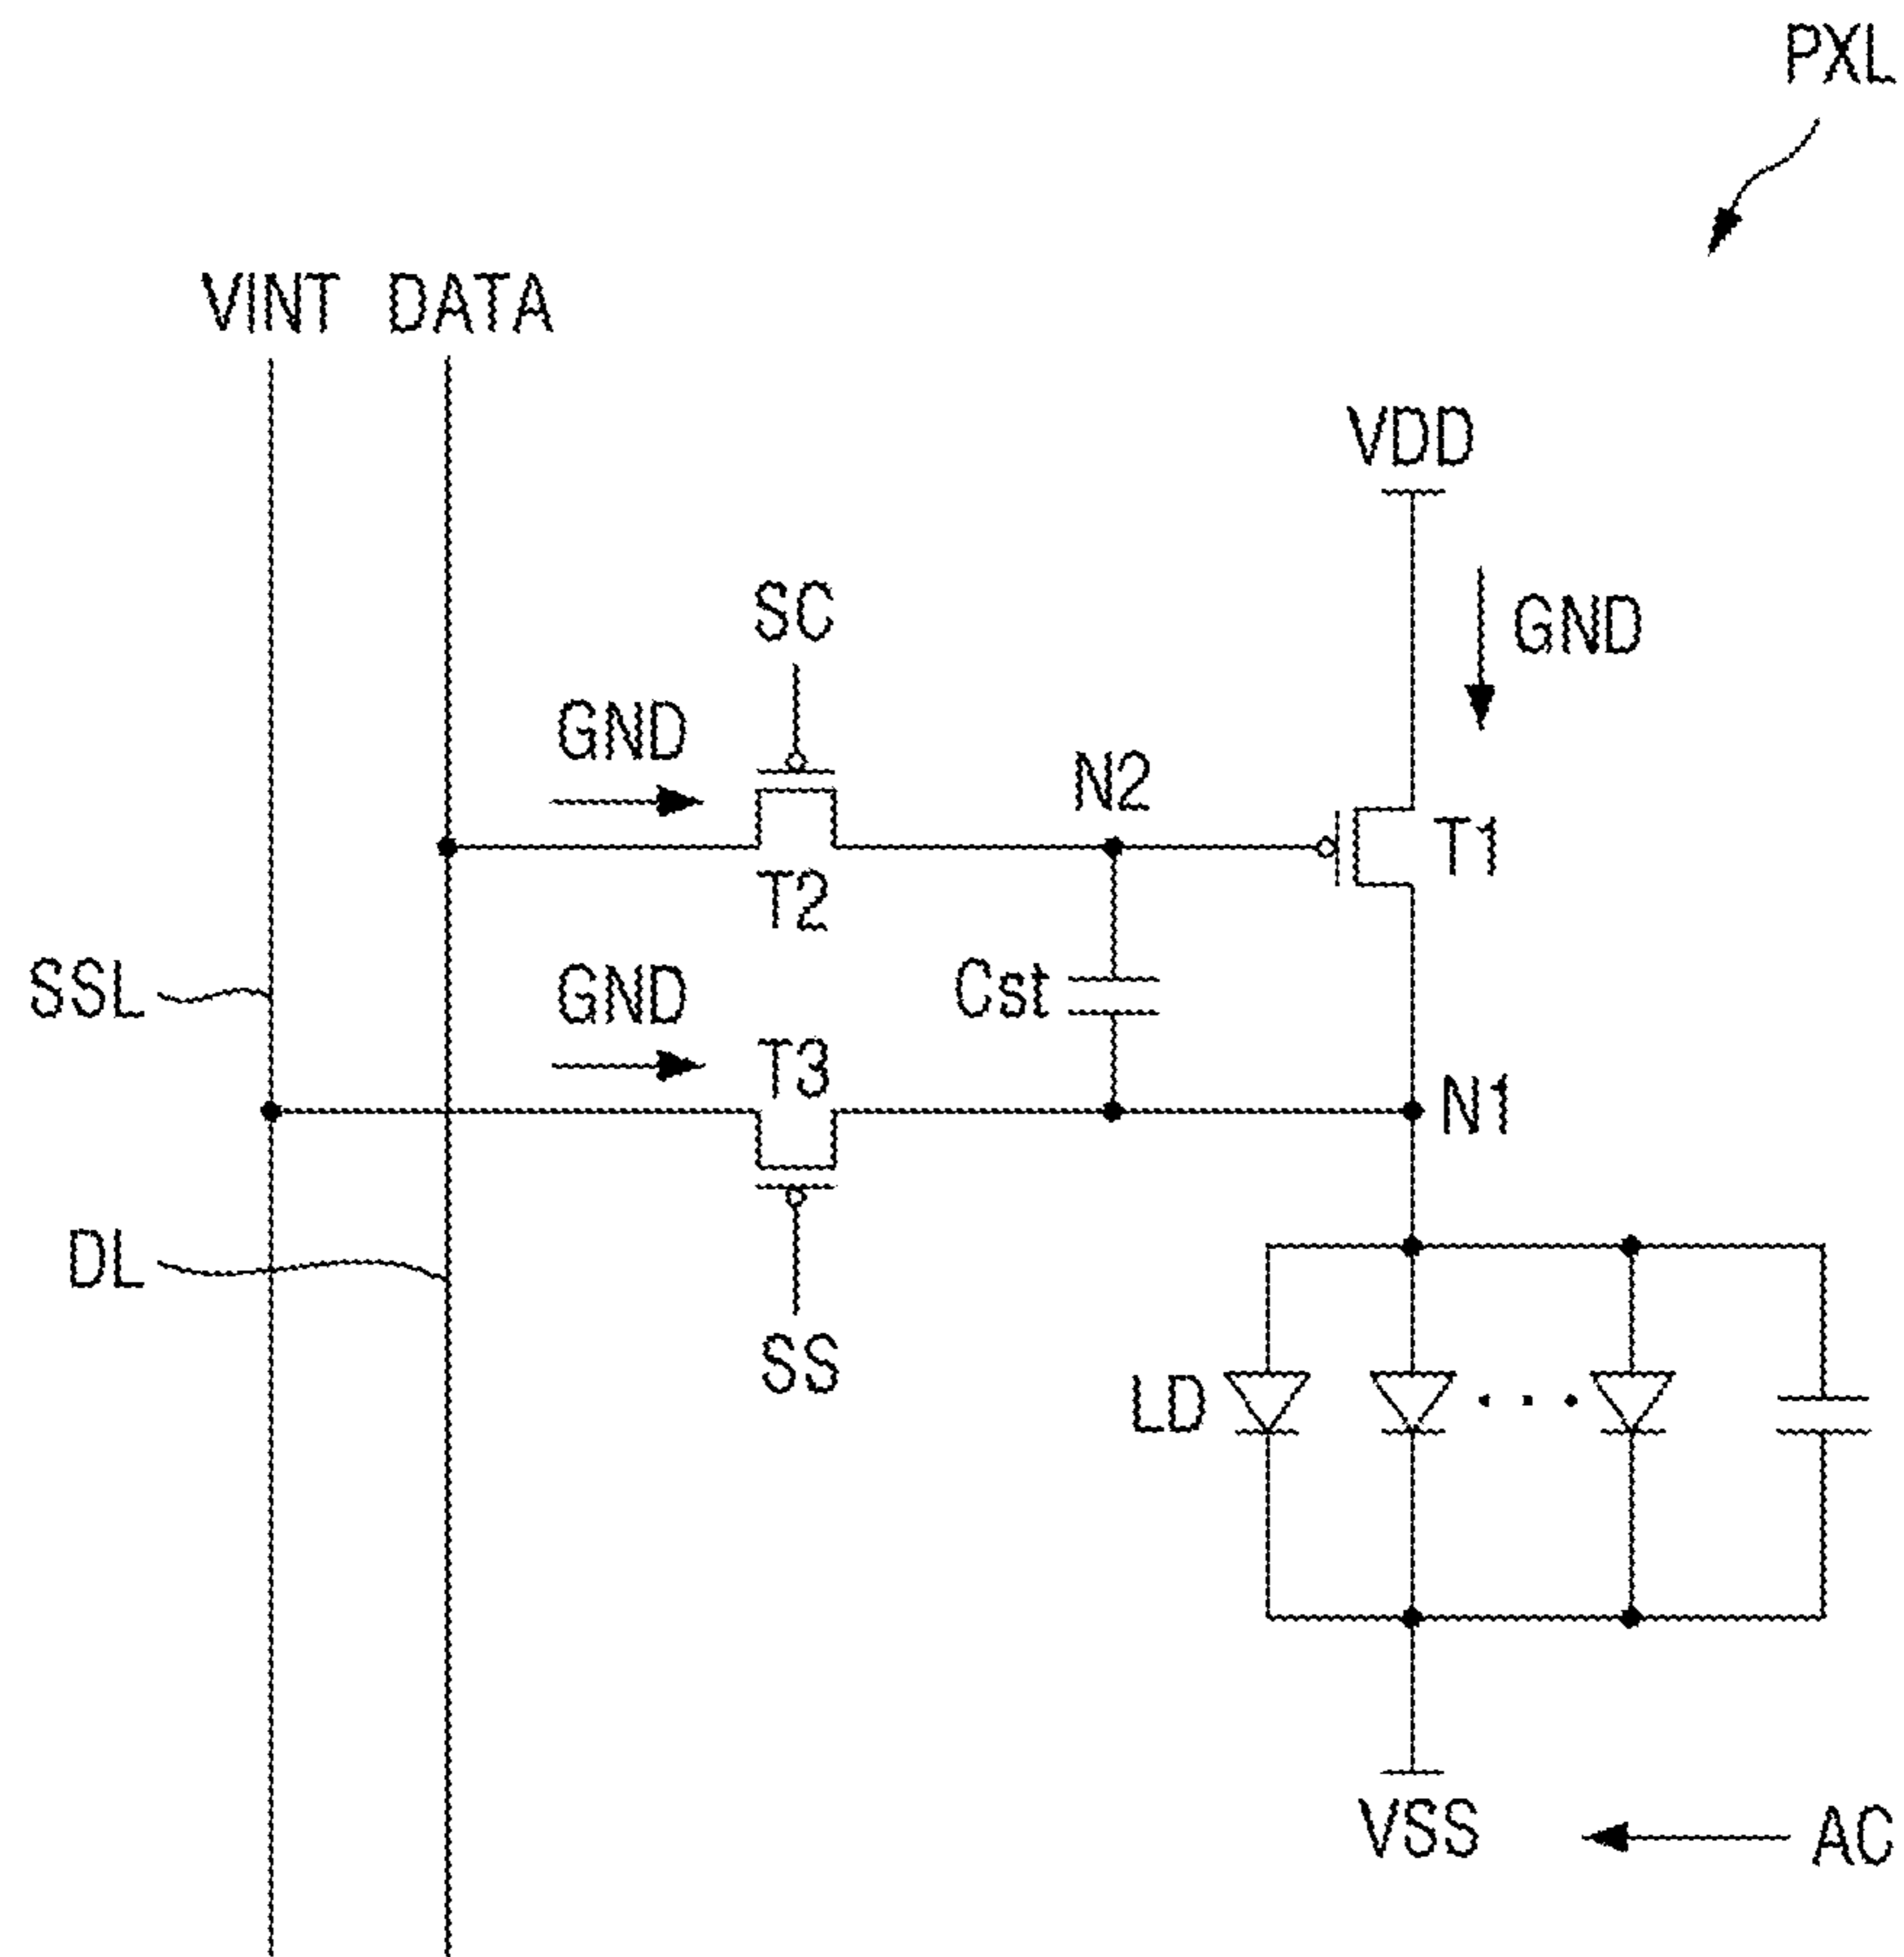 PXL
VINT DATA
VDD
SC
GND
GND
N2
T1
T2
SSL
GND
Cst
T3
N1
DL
SS
LD
. . .
VSS
AC